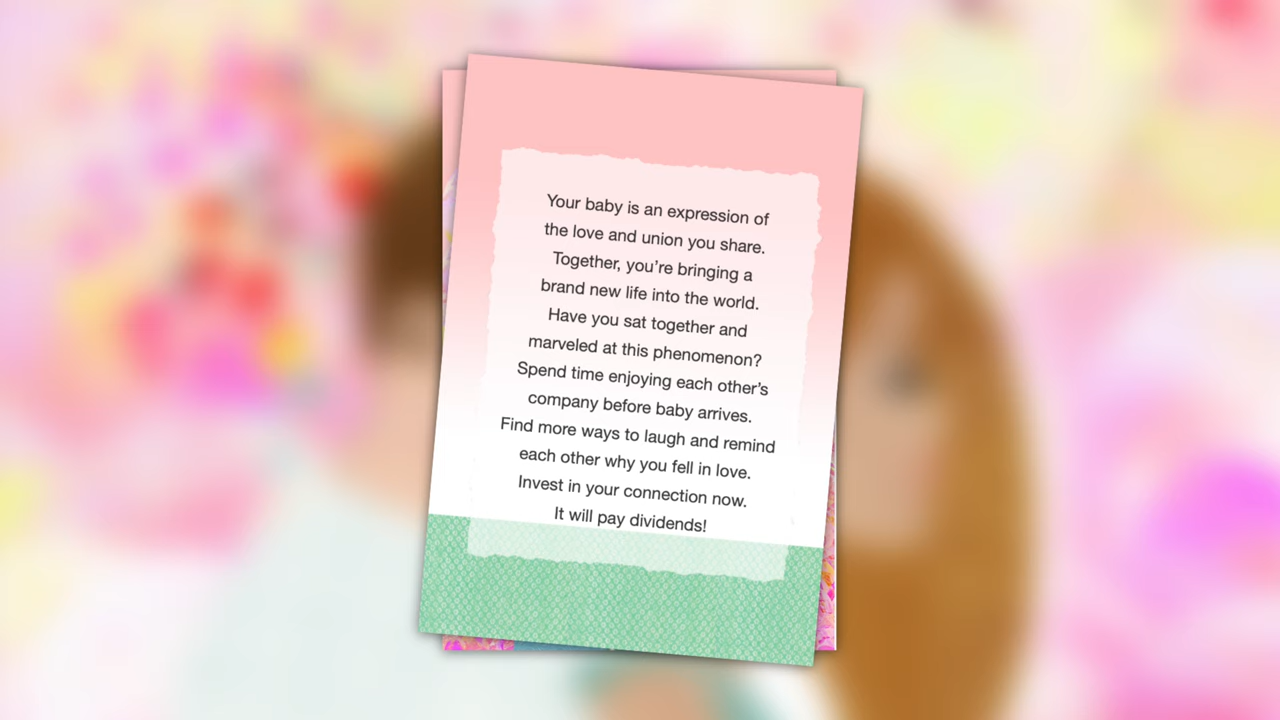 Your baby is an expression of
the love and union you share.
Together, you’re bringing a
brand new life into the world.
Have you sat together and
marveled at this phenomenon?
Spend time enjoying each other’s
company before baby arrives.
Find more ways to laugh and remind
each other why you fell in love.
Invest in your connection now.
It will pay dividends!